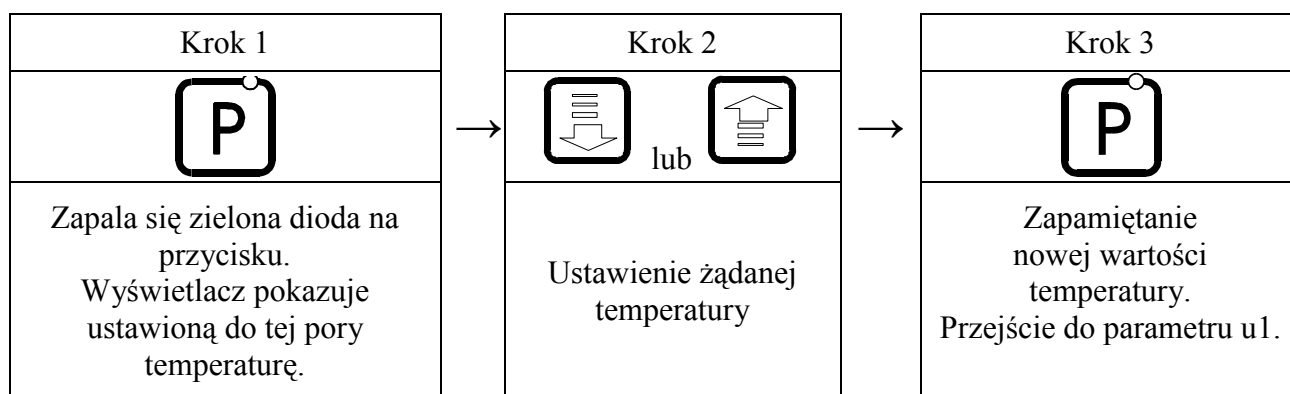 Krok 1
P
Zapala się zielona dioda na
przycisku.
Wyświetlacz pokazuje
ustawioną do tej pory
temperaturę.
Krok 2
lub
Ustawienie żądanej
temperatury
Krok 3
P
Zapamiętanie
nowej wartości
temperatury.
Przejście do parametru u1.